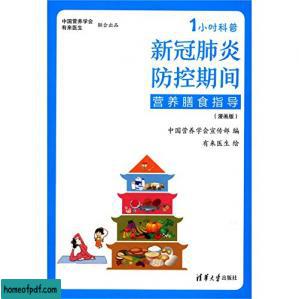 中国营养学会
有来医生
联合出品
1小时科普
新冠肺炎
防控期间
营养膳食指导
(漫画版)
中国营养学会宣传部 编
有来医生 绘
清华大学出版社
homeofpdf.com
homeofpdf.com